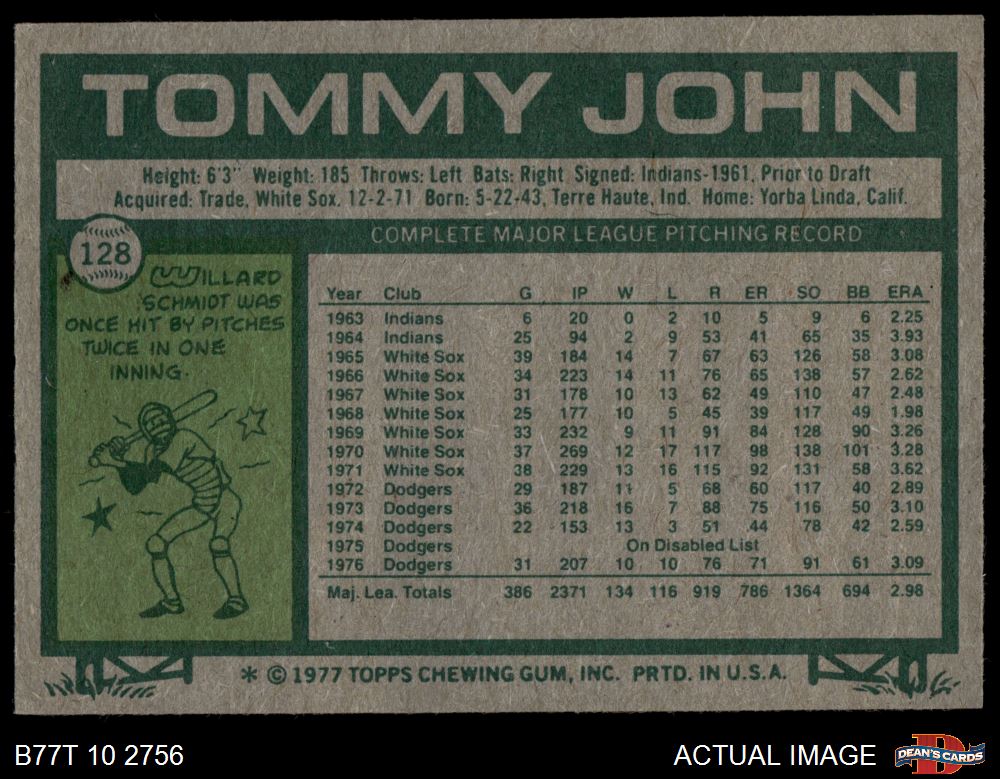 TOMMY JOHN
Height: 6'3" Weight: 185 Throws: Left Bats: Right Signed: Indians-1961, Prior to Draft
Acquired: Trade, White Sox, 12-2-71 Born: 5-22-43, Terre Haute, Ind. Home: Yorba Linda, Calif.
128
WILLARD
SCHMIDT WAS
ONCE HIT BY PITCHES
TWICE IN ONE
INNING.
COMPLETE MAJOR LEAGUE PITCHING RECORD
Year Club G IP W L R ER SO BB ERA
1963 Indians 6 20 0 2 10 5 9 6 2.25
1964 Indians 25 94 2 9 53 41 65 35 3.93
1965 White Sox 39 184 14 7 67 63 126 58 3.08
1966 White Sox 34 223 14 11 76 65 138 57 2.62
1967 White Sox 31 178 10 13 62 49 110 47 2.48
1968 White Sox 25 177 10 5 45 39 117 49 1.98
1969 White Sox 33 232 9 11 91 84 128 90 3.26
1970 White Sox 37 269 12 17 117 98 138 101 3.28
1971 White Sox 38 229 13 16 115 92 131 58 3.62
1972 Dodgers 29 187 11 5 68 60 117 40 2.89
1973 Dodgers 36 218 16 7 88 75 116 50 3.10
1974 Dodgers 22 153 13 3 51 44 78 42 2.59
1975 Dodgers On Disabled List
1976 Dodgers 31 207 10 10 76 71 91 61 3.09
Maj. Lea. Totals 386 2371 134 116 919 786 1364 694 2.98
* © 1977 TOPPS CHEWING GUM, INC. PRTD. IN U.S.A.
B77T 10 2756
ACTUAL IMAGE
D
DEAN'S CARDS